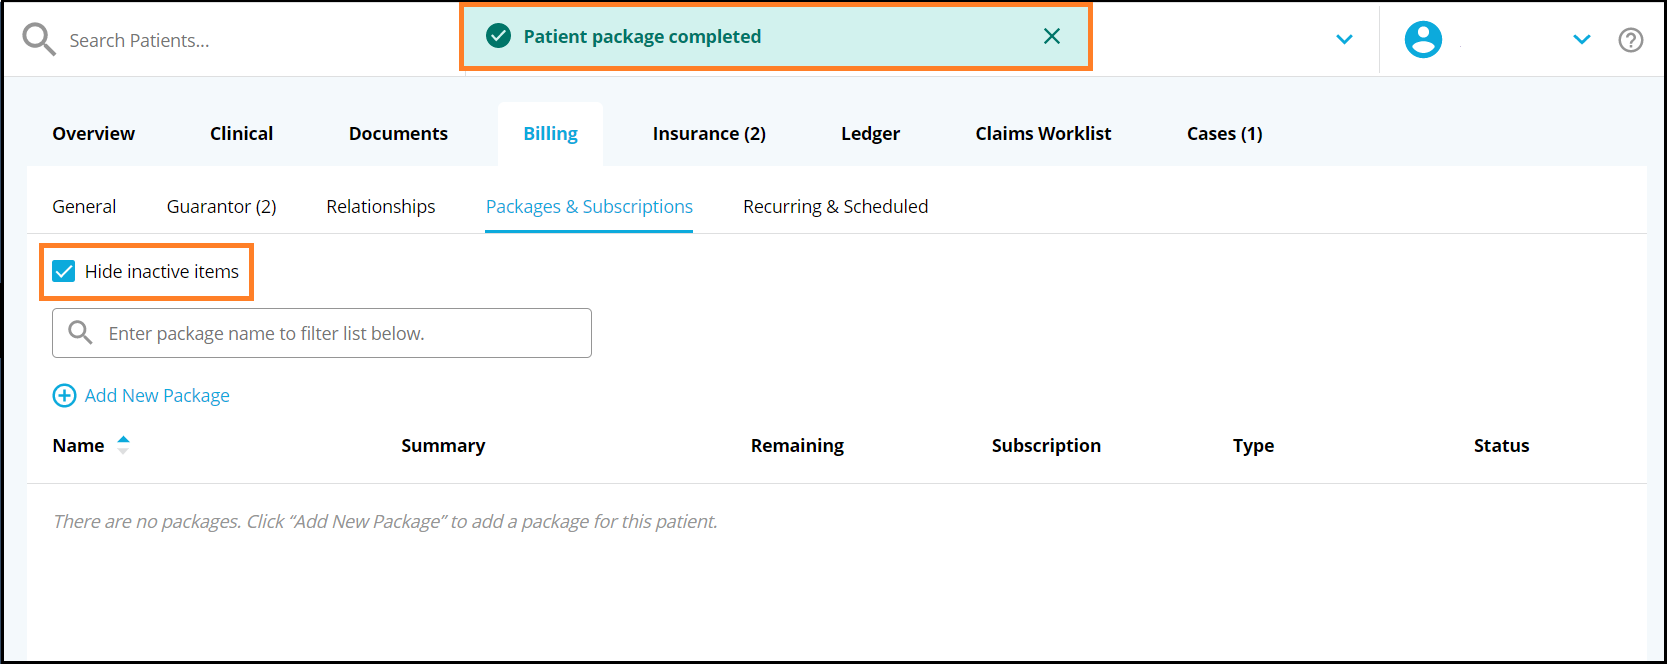 Search Patients...
Patient package completed
Overview Clinical Documents Billing Insurance (2) Ledger Claims Worklist Cases (1)
General Guarantor (2) Relationships Packages & Subscriptions Recurring & Scheduled
Hide inactive items
Enter package name to filter list below.
Add New Package
Name Summary Remaining Subscription Type Status
There are no packages. Click “Add New Package” to add a package for this patient.